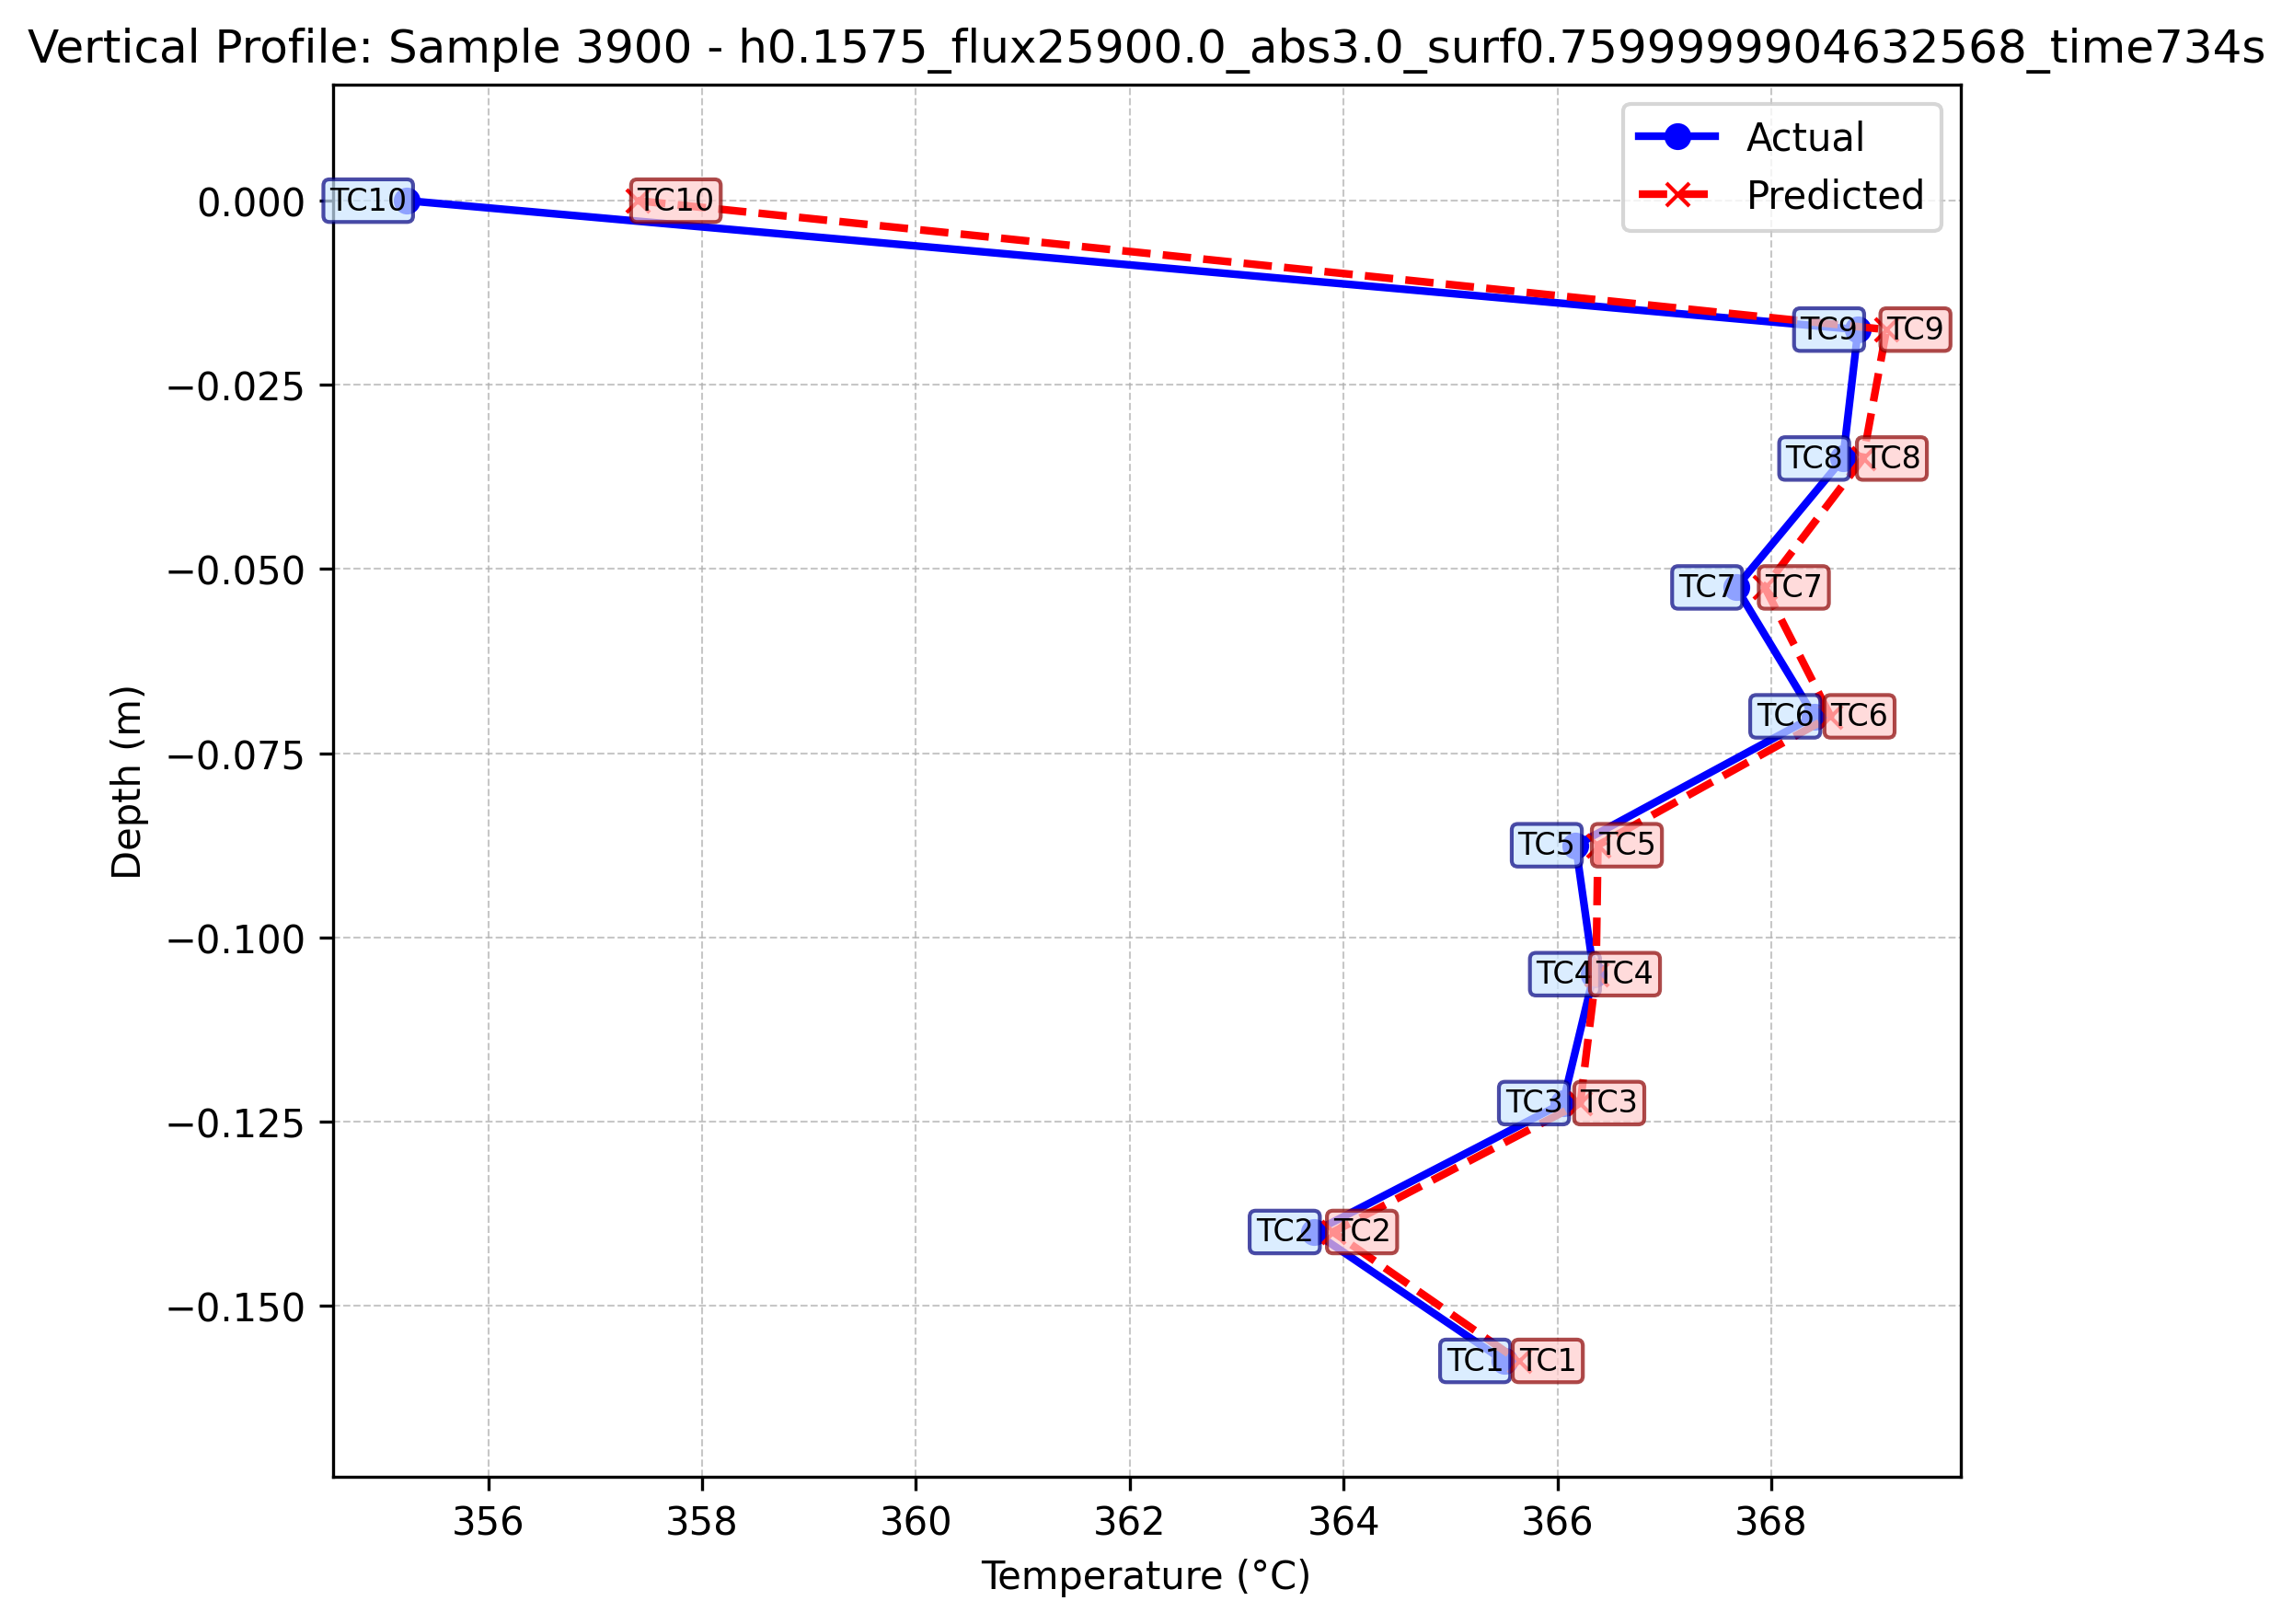 Vertical Profile: Sample 3900 - h0.1575_flux25900.0_abs3.0_surf0.7599999904632568_time734s
Actual
Predicted
0.000
−0.025
−0.050
−0.075
−0.100
−0.125
−0.150
Depth (m)
TC10 TC10
TC9 TC9
TC8 TC8
TC7 TC7
TC6 TC6
TC5 TC5
TC4 TC4
TC3 TC3
TC2 TC2
TC1 TC1
356 358 360 362 364 366 368
Temperature (°C)